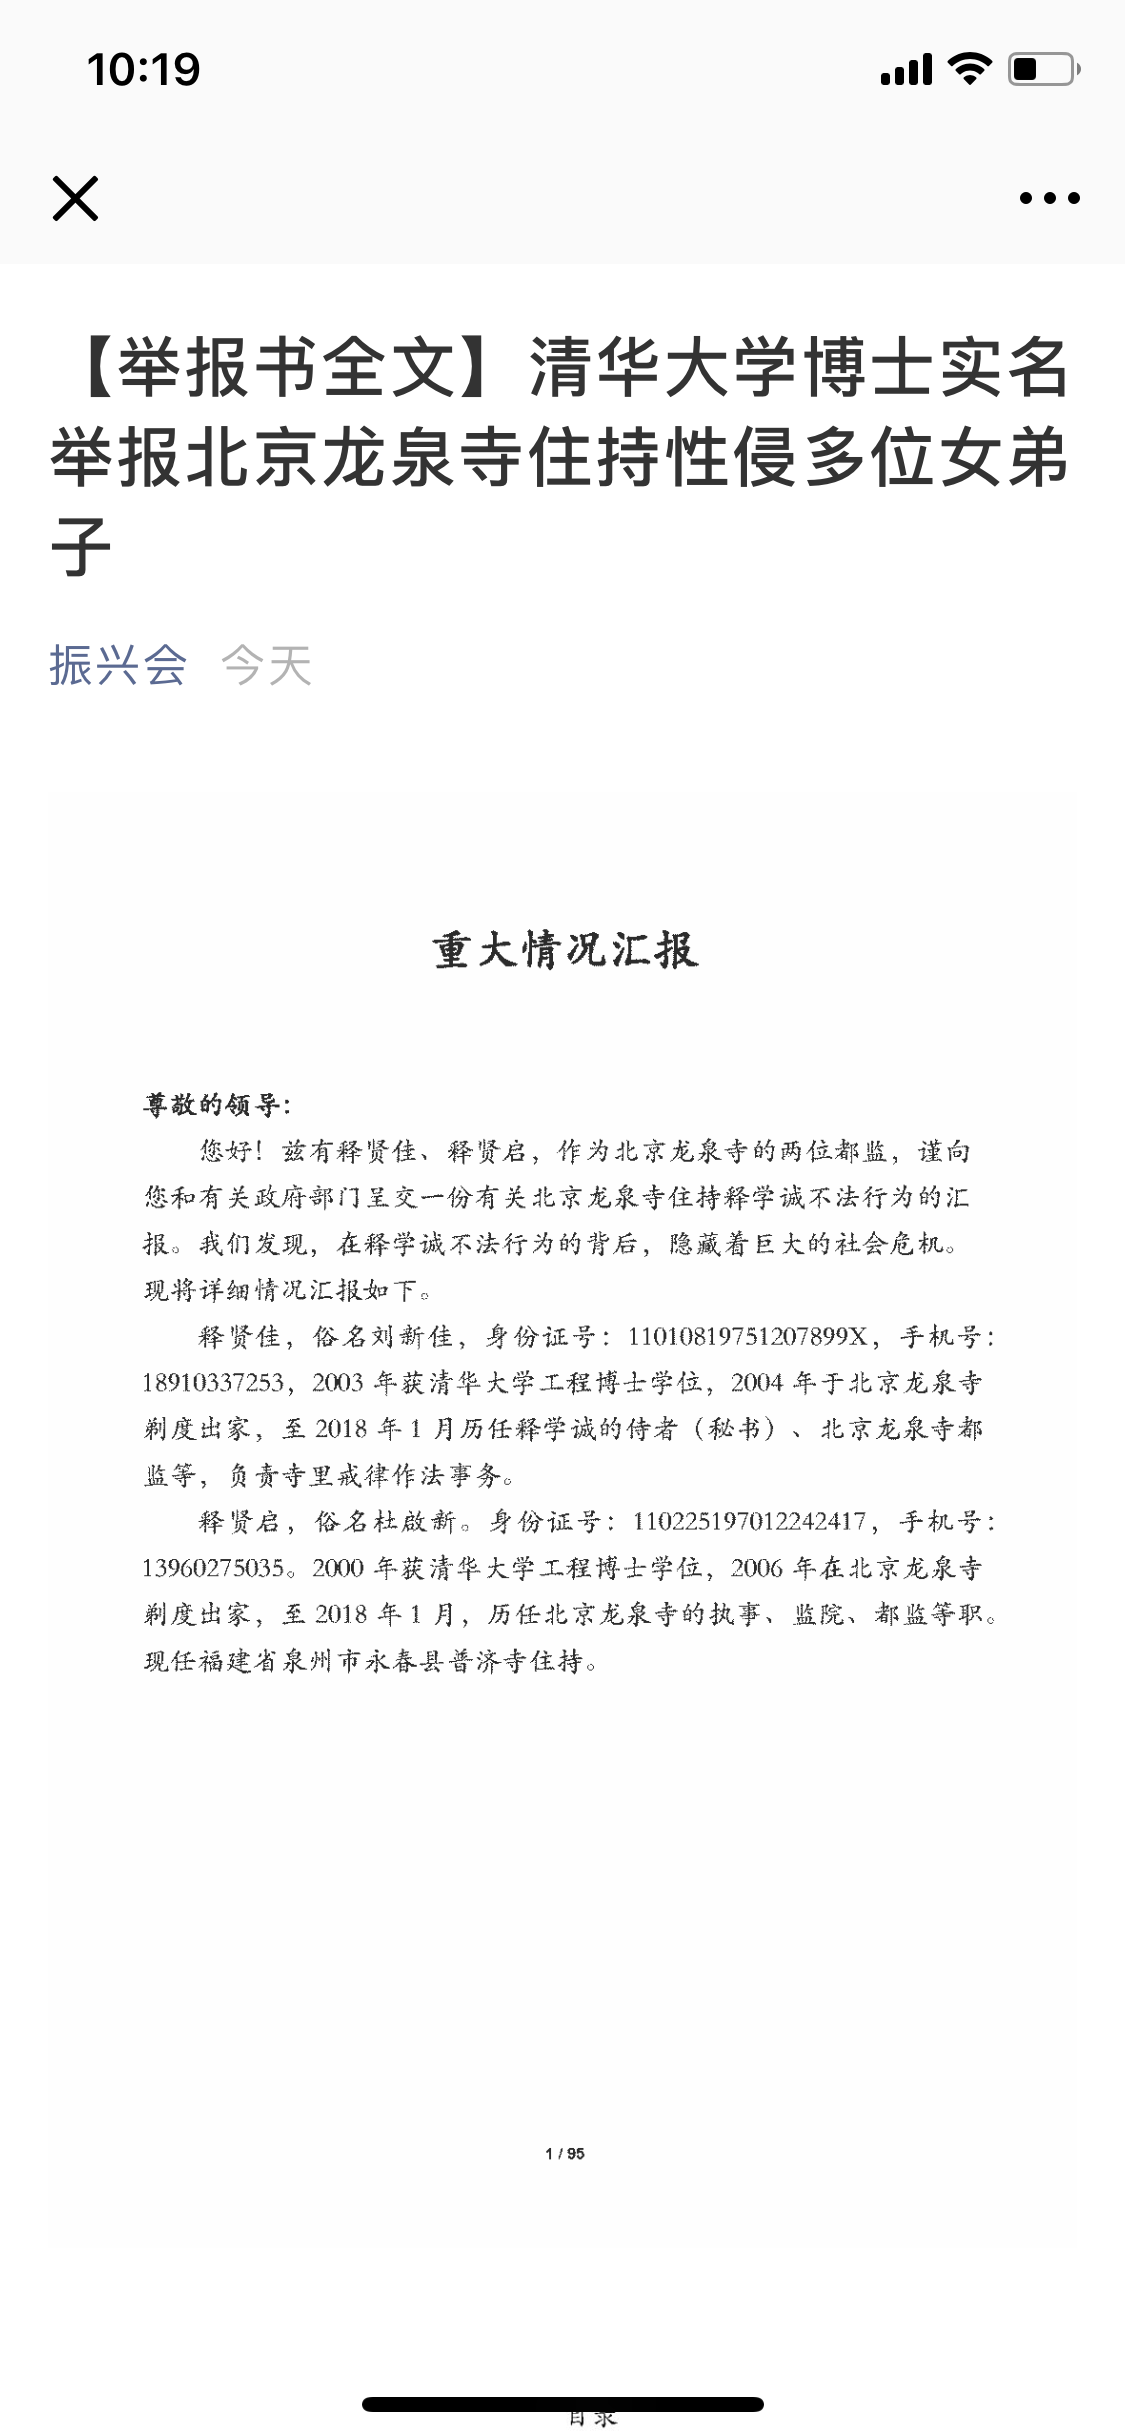 10:19
【举报书全文】清华大学博士实名
举报北京龙泉寺住持性侵多位女弟
子
振兴会 今天
重大情况汇报
尊敬的领导：
您好！兹有释贤佳、释贤启，作为北京龙泉寺的两位都监，谨向
您和有关政府部门呈交一份有关北京龙泉寺住持释学诚不法行为的汇
报。我们发现，在释学诚不法行为的背后，隐藏着巨大的社会危机。
现将详细情况汇报如下。
释贤佳，俗名刘新佳，身份证号：11010819751207899X，手机号：
18910337253，2003 年获清华大学工程博士学位，2004 年于北京龙泉寺
剃度出家，至 2018 年 1 月历任释学诚的侍者（秘书）、北京龙泉寺都
监等，负责寺里戒律作法事务。
释贤启，俗名杜啟新。身份证号：110225197012242417，手机号：
13960275035。2000 年获清华大学工程博士学位，2006 年在北京龙泉寺
剃度出家，至 2018 年 1 月，历任北京龙泉寺的执事、监院、都监等职。
现任福建省泉州市永春县普济寺住持。
1 / 95
目录